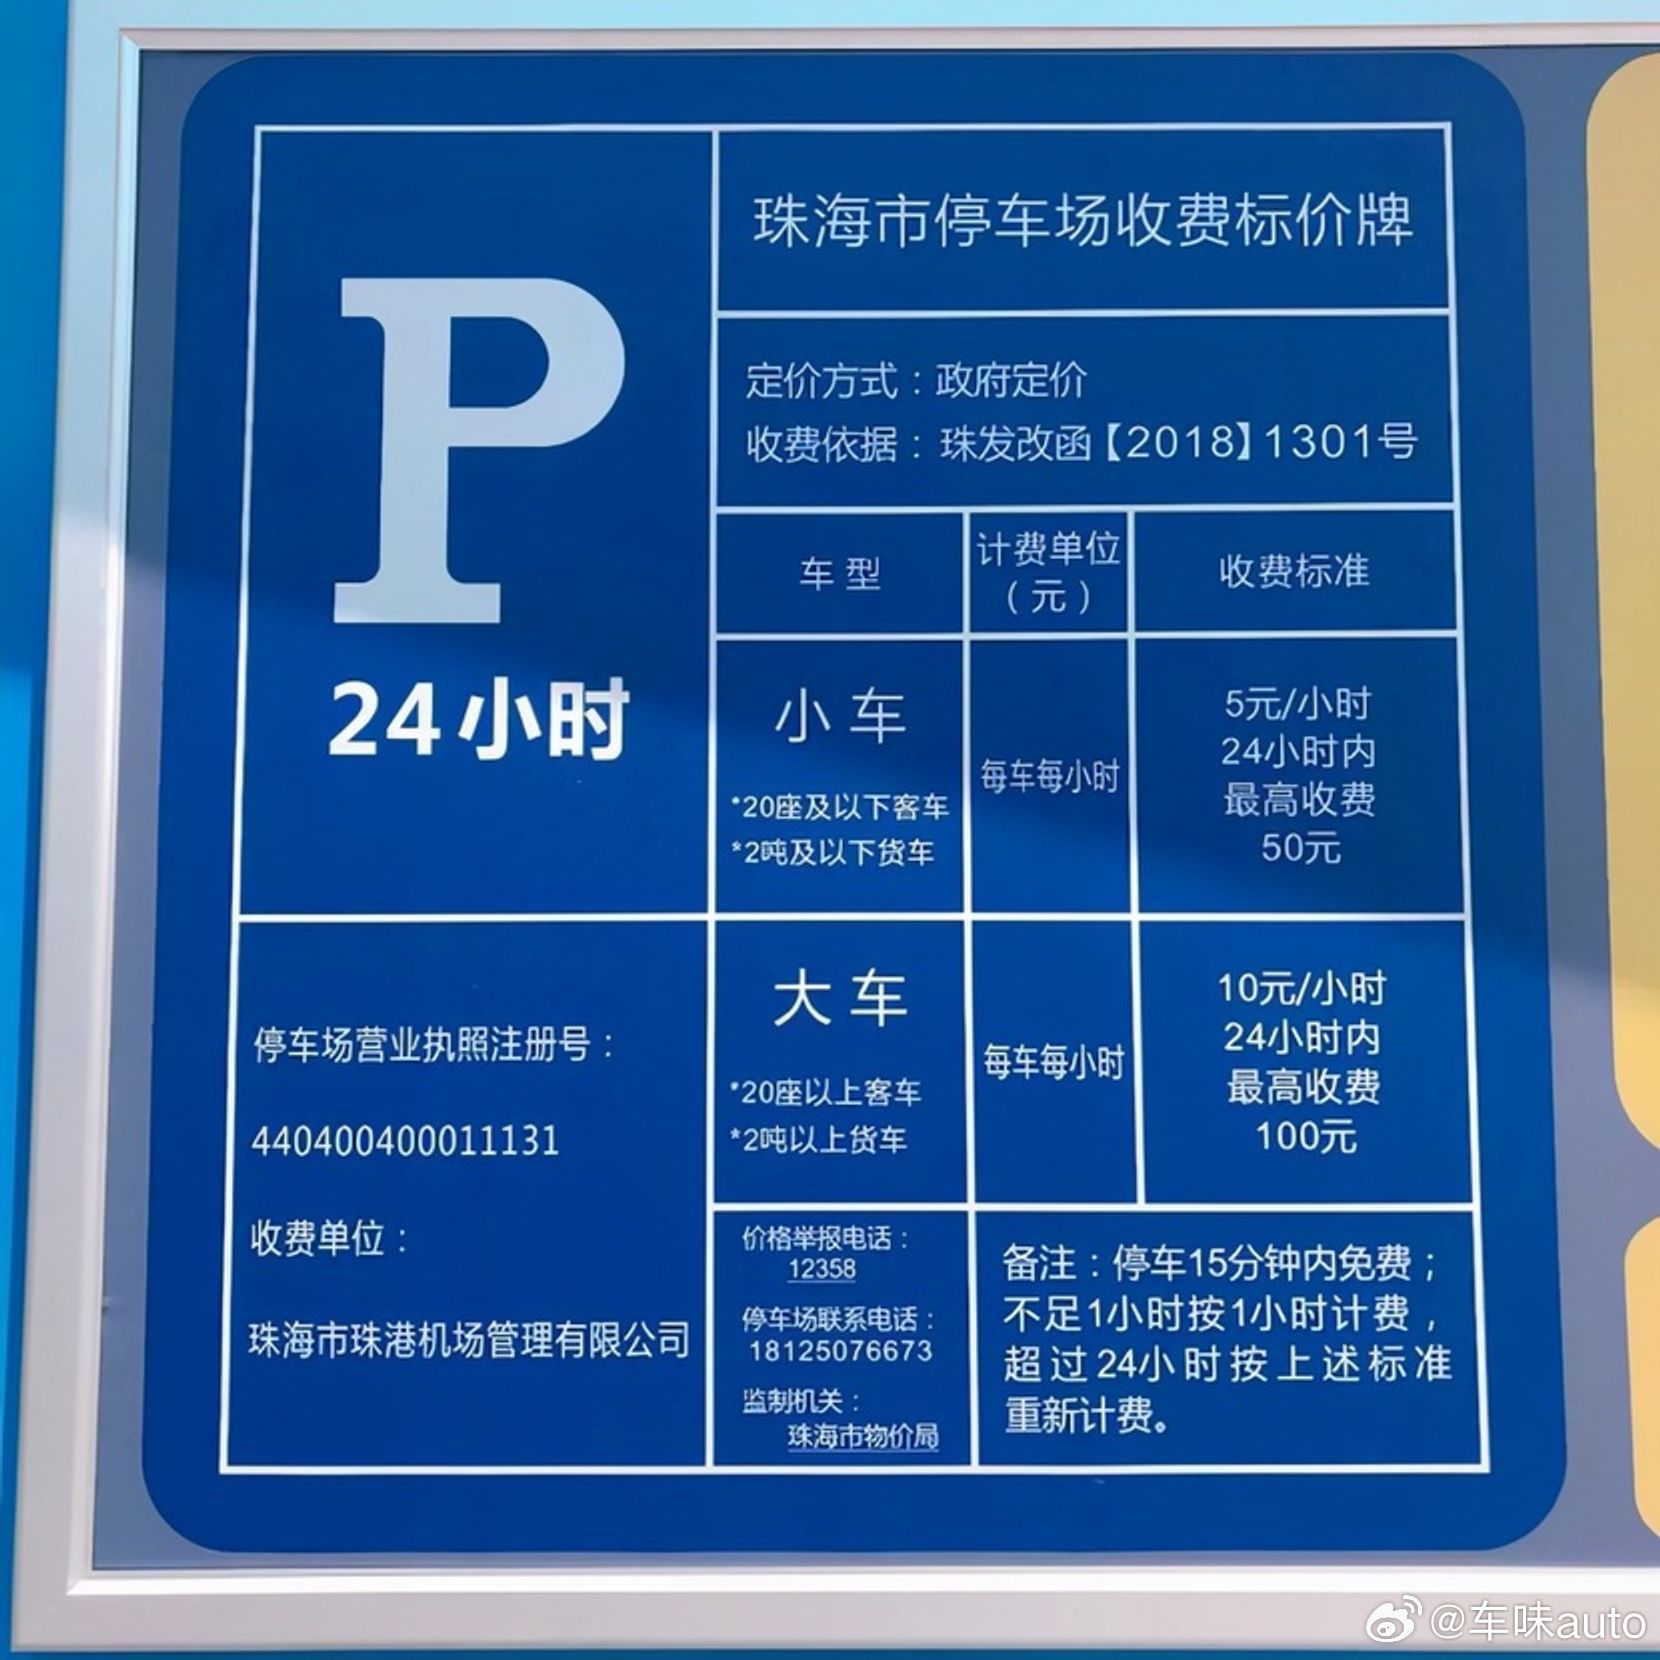 珠海市停车场收费标价牌
P
24小时
定价方式：政府定价
收费依据：珠发改函【2018】1301号
车型
计费单位
（元）
收费标准
小车
*20座及以下客车
*2吨及以下货车
每车每小时
5元/小时
24小时内
最高收费
50元
大车
*20座以上客车
*2吨以上货车
每车每小时
10元/小时
24小时内
最高收费
100元
停车场营业执照注册号：
440400400011131
收费单位：
珠海市珠港机场管理有限公司
价格举报电话：
12358
停车场联系电话：
18125076673
监制机关：
珠海市物价局
备注：停车15分钟内免费；
不足1小时按1小时计费，
超过24小时按上述标准
重新计费。
@车味auto